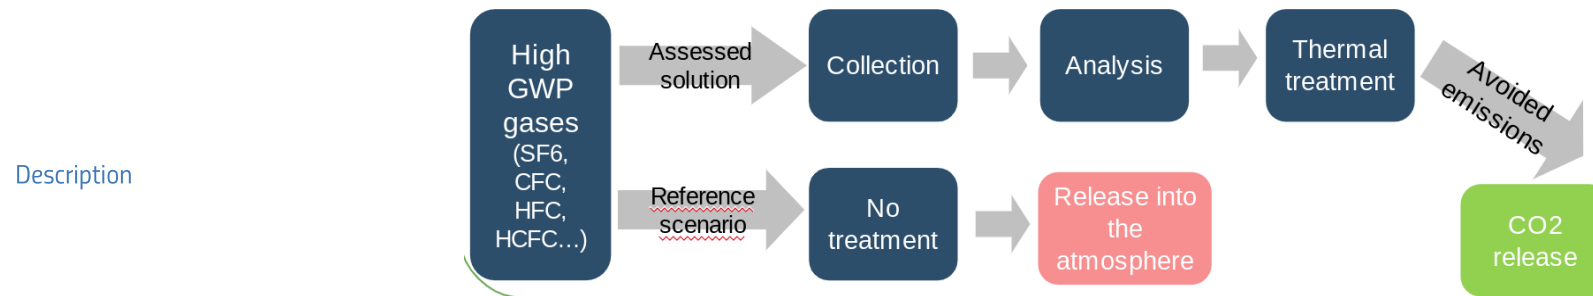 Description
High
GWP
gases
(SF6,
CFC,
HFC,
HCFC…)
Assessed
solution
Collection
Analysis
Thermal
treatment
Avoided
emissions
CO2
release
Reference
scenario
No
treatment
Release into
the
atmosphere